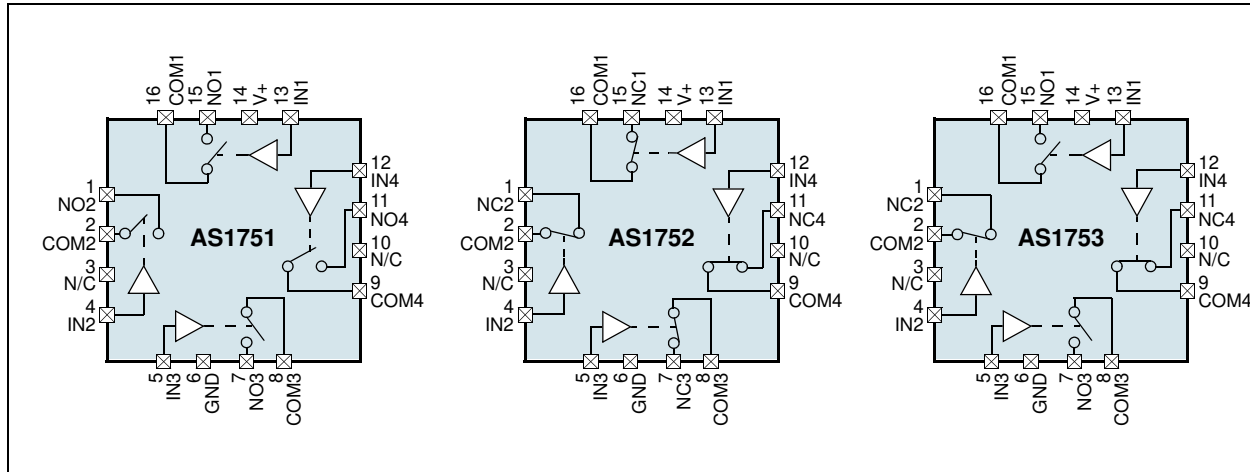 16 COM1
15 NO1
14 V+
13 IN1
1 NO2
2 COM2
3 N/C
4 IN2
AS1751
12 IN4
11 NO4
10 N/C
9 COM4
5 IN3
6 GND
7 NO3
8 COM3
16 COM1
15 NC1
14 V+
13 IN1
1 NC2
2 COM2
3 N/C
4 IN2
AS1752
12 IN4
11 NC4
10 N/C
9 COM4
5 IN3
6 GND
7 NC3
8 COM3
16 COM1
15 NO1
14 V+
13 IN1
1 NC2
2 COM2
3 N/C
4 IN2
AS1753
12 IN4
11 NC4
10 N/C
9 COM4
5 IN3
6 GND
7 NO3
8 COM3